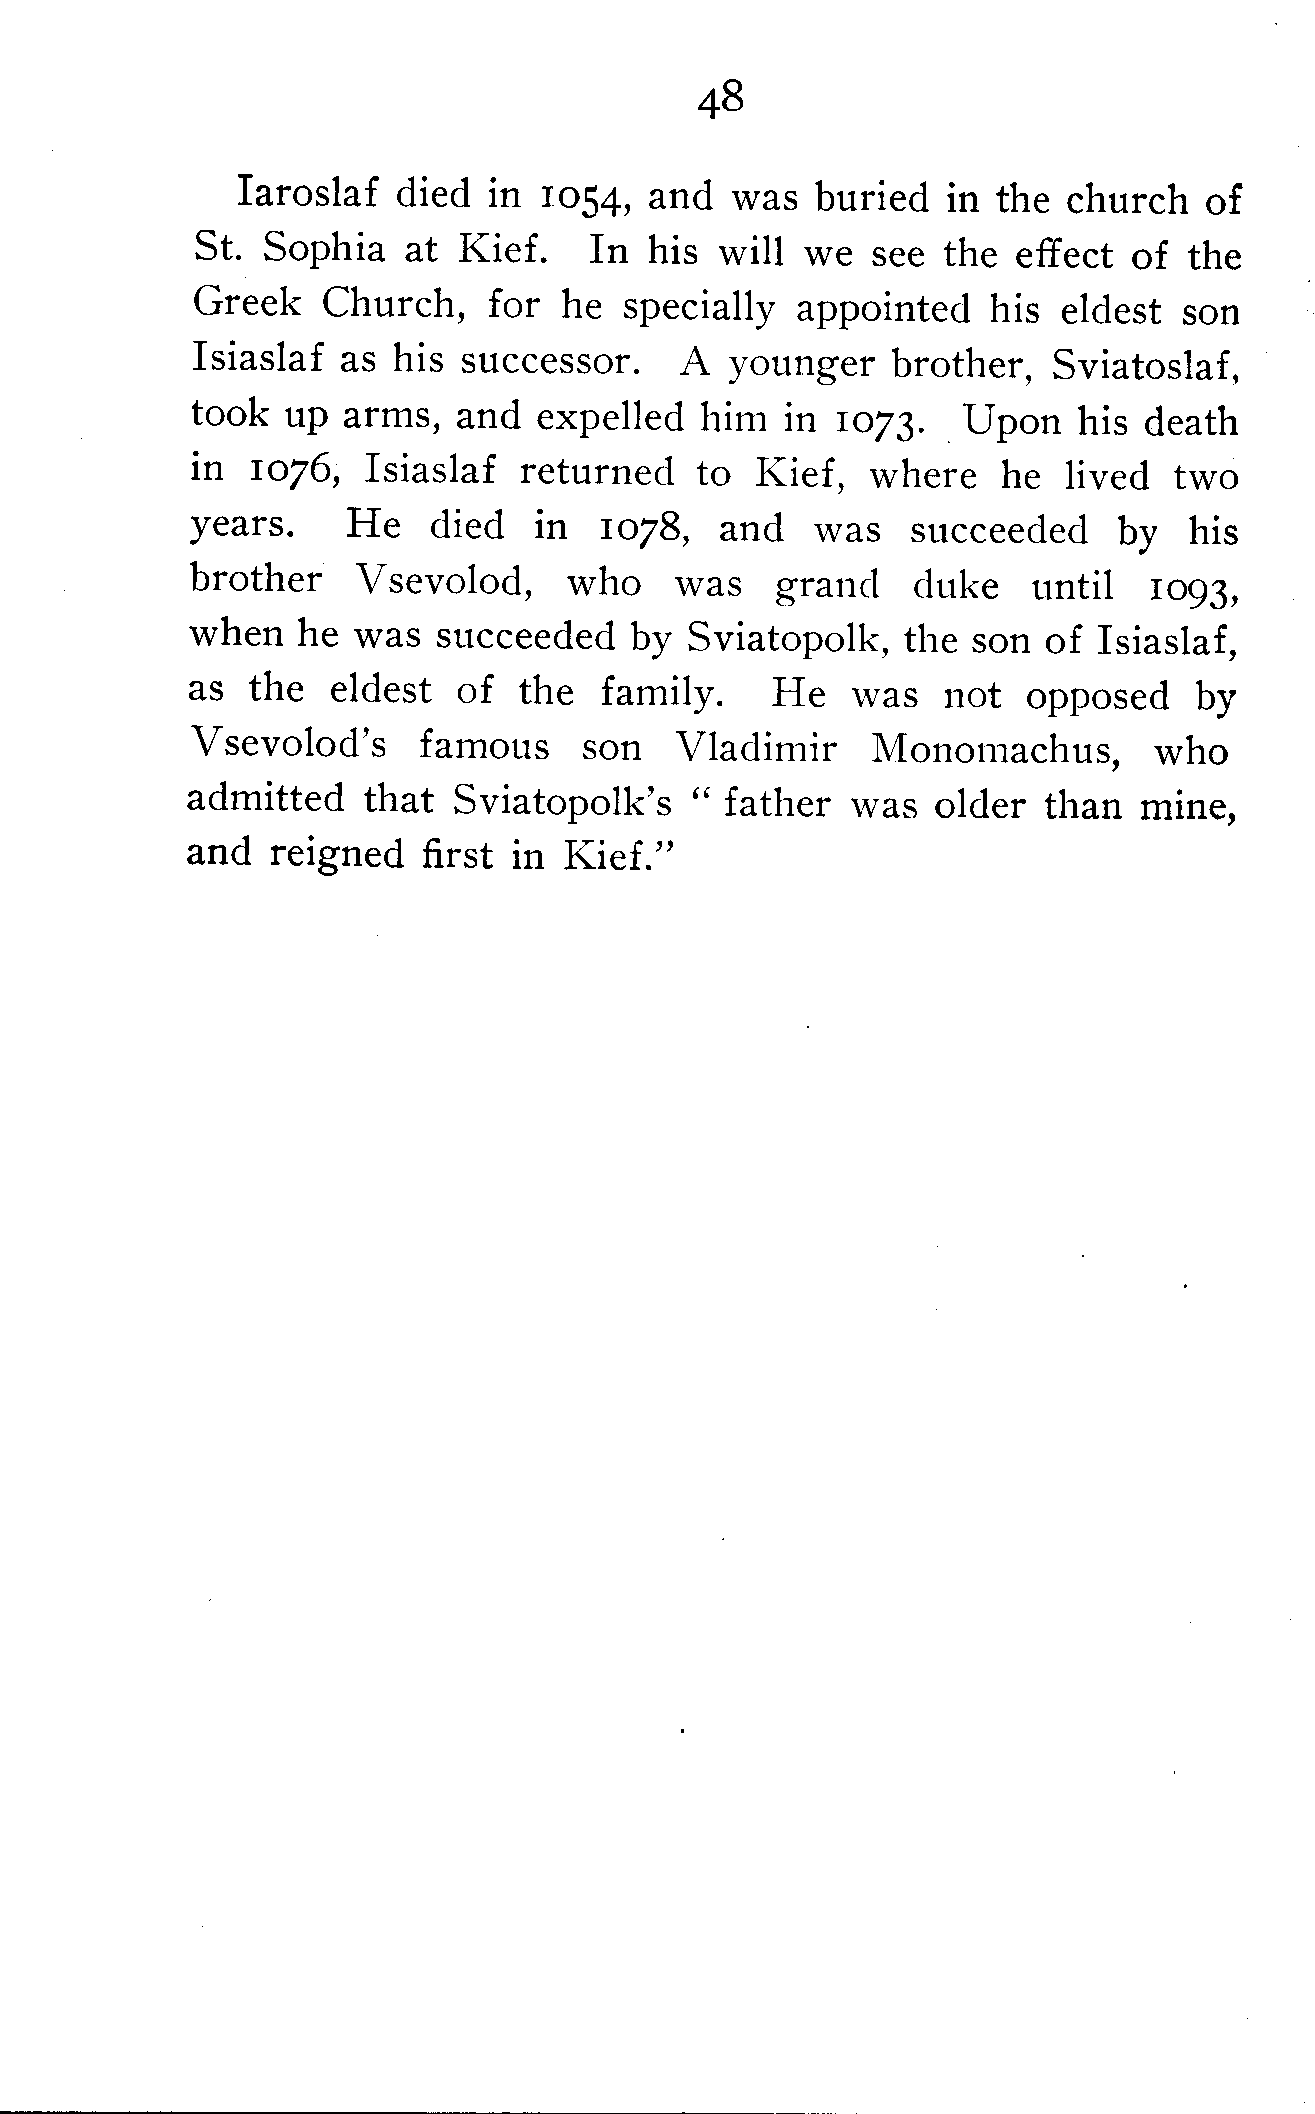 48
Iaroslaf died in 1054, and was buried in the church of
St. Sophia at Kief. In his will we see the effect of the
Greek Church, for he specially appointed his eldest son
Isiaslaf as his successor. A younger brother, Sviatoslaf,
took up arms, and expelled him in 1073. Upon his death
in 1076, Isiaslaf returned to Kief, where he lived two
years. He died in 1078, and was succeeded by his
brother Vsevolod, who was grand duke until 1093,
when he was succeeded by Sviatopolk, the son of Isiaslaf,
as the eldest of the family. He was not opposed by
Vsevolod's famous son Vladimir Monomachus, who
admitted that Sviatopolk's “ father was older than mine,
and reigned first in Kief.”